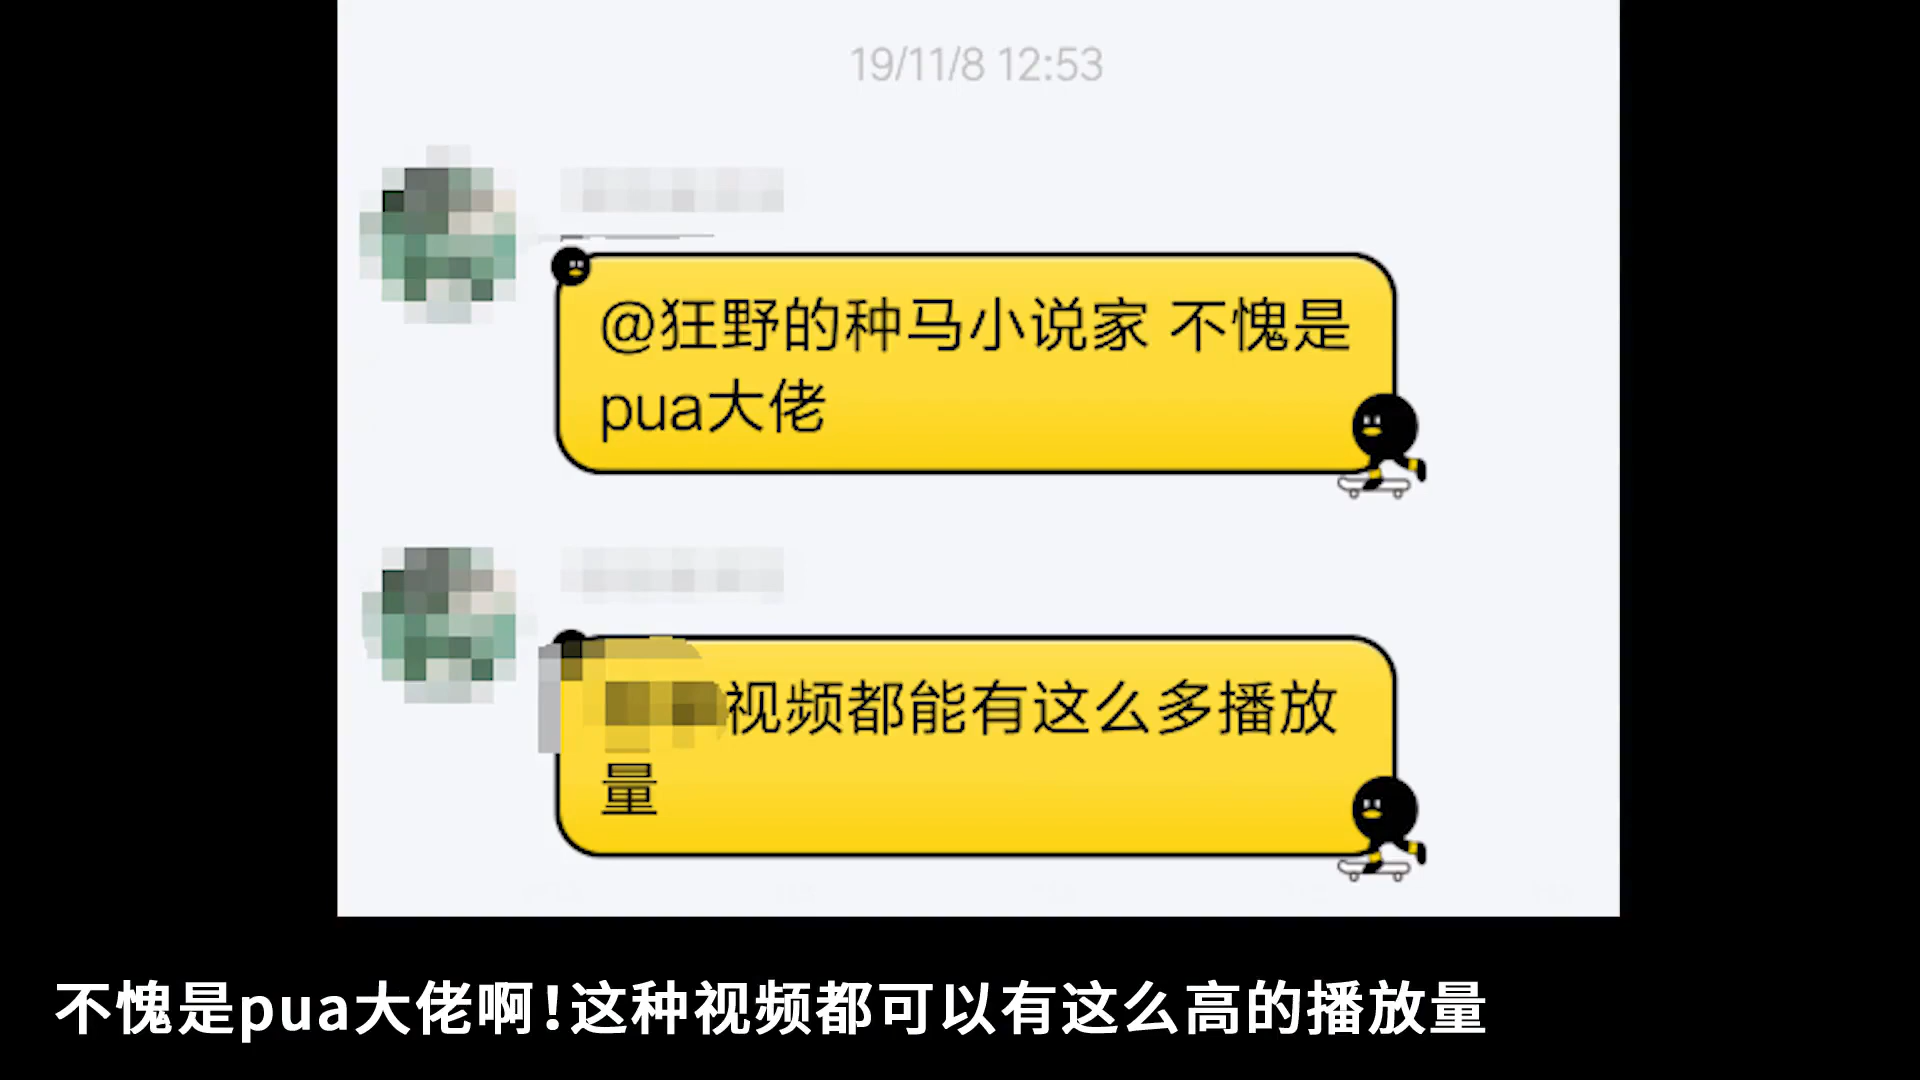 19/11/8 12:53
@狂野的种马小说家 不愧是
pua大佬
视频都能有这么多播放
量
不愧是pua大佬啊！这种视频都可以有这么高的播放量